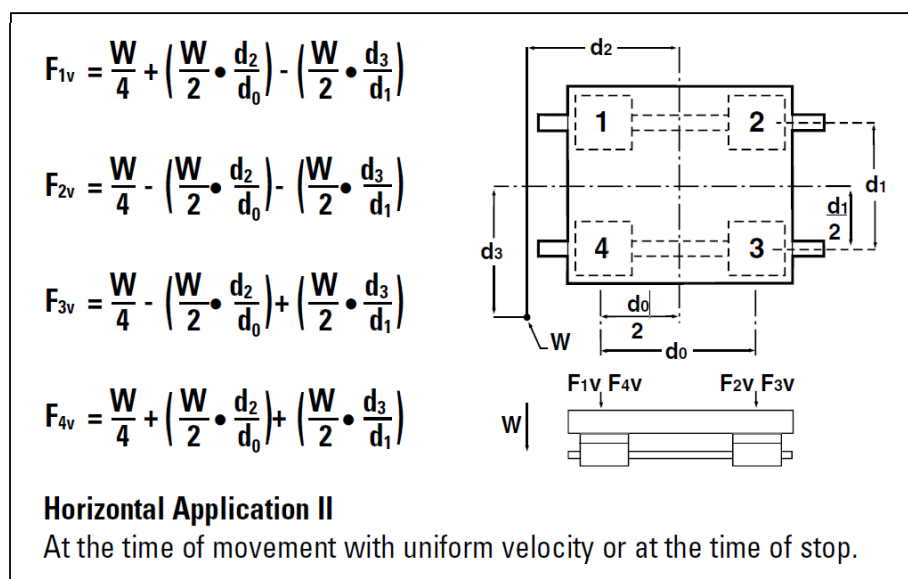 F1v = W/4 + (W/2 • d2/d0) - (W/2 • d3/d1)
F2v = W/4 - (W/2 • d2/d0) - (W/2 • d3/d1)
F3v = W/4 - (W/2 • d2/d0) + (W/2 • d3/d1)
F4v = W/4 + (W/2 • d2/d0) + (W/2 • d3/d1)
d2
1
2
d1
d1/2
d3
4
3
d0/2
W
d0
F1v F4v
F2v F3v
W
Horizontal Application II
At the time of movement with uniform velocity or at the time of stop.